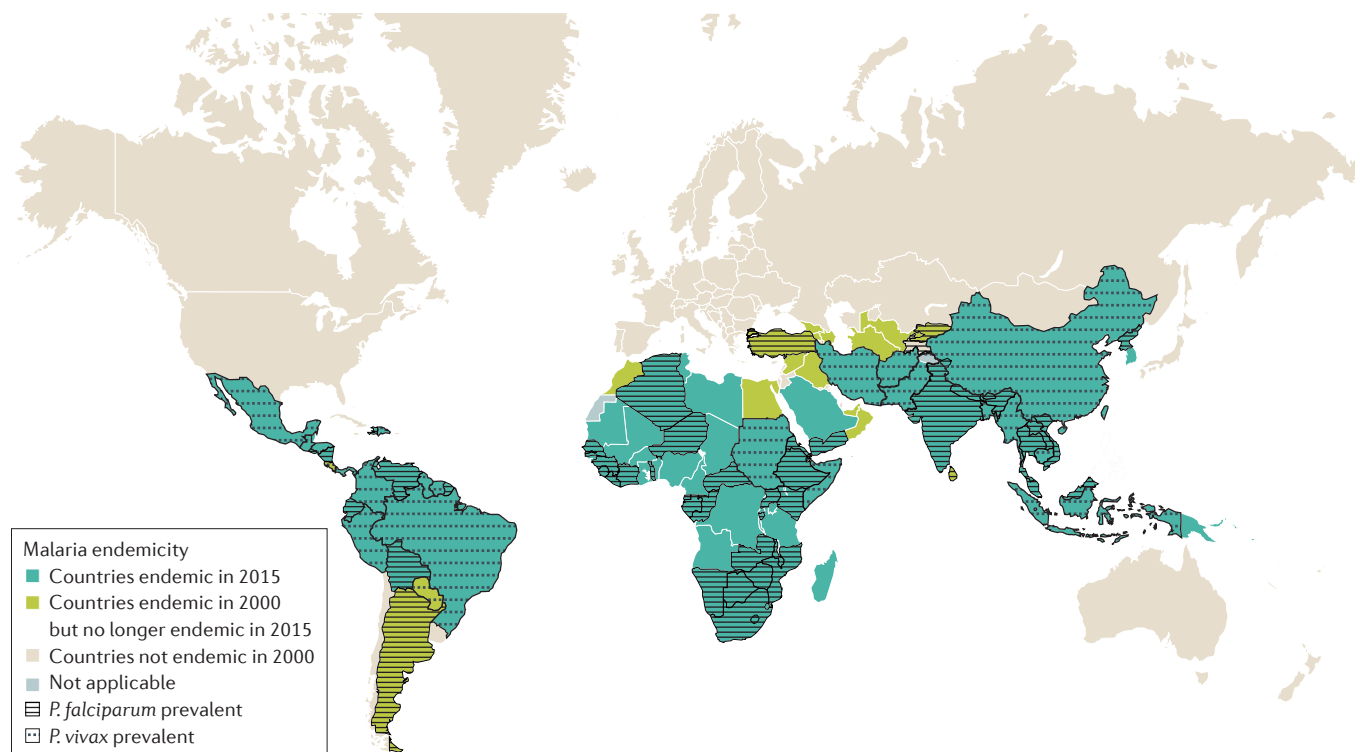 Malaria endemicity
Countries endemic in 2015
Countries endemic in 2000
but no longer endemic in 2015
Countries not endemic in 2000
Not applicable
P. falciparum prevalent
P. vivax prevalent